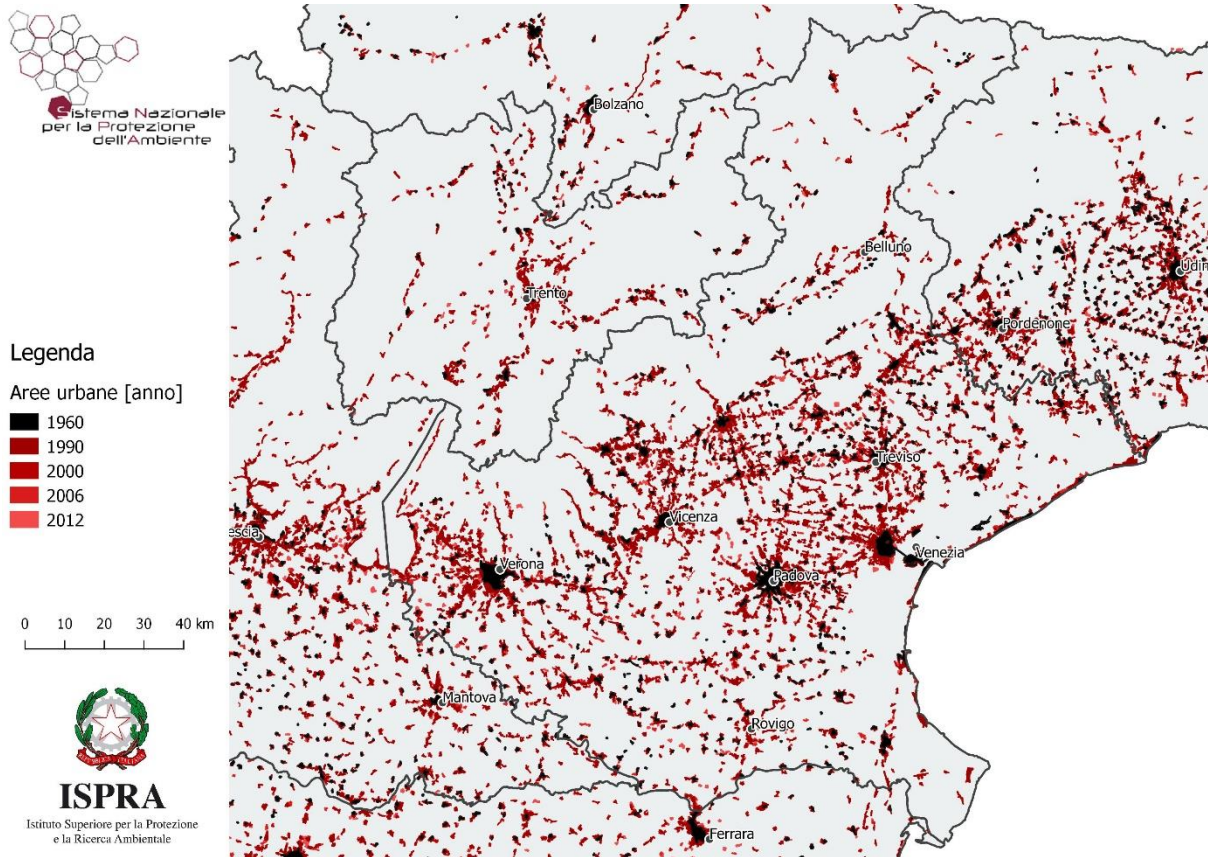 Sistema Nazionale
per la Protezione
dell'Ambiente
Legenda
Aree urbane [anno]
1960
1990
2000
2006
2012
0 10 20 30 40 km
ISPRA
Istituto Superiore per la Protezione
e la Ricerca Ambientale
Bolzano
Belluno
Udin
Trento
Pordenone
Treviso
Vicenza
escia
Venezia
Verona
Padova
Mantova
Rovigo
Ferrara